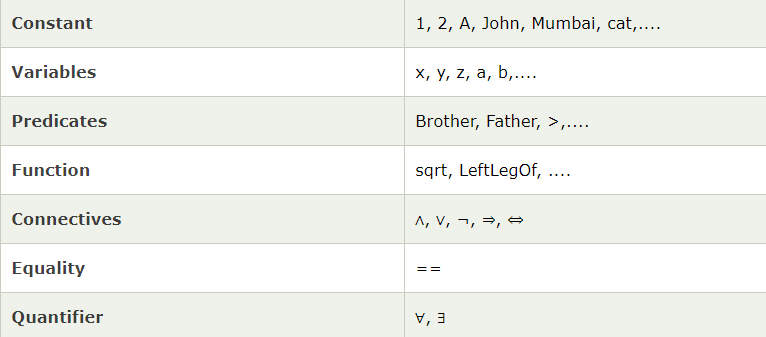 Constant 1, 2, A, John, Mumbai, cat,....
Variables x, y, z, a, b,....
Predicates Brother, Father, >,....
Function sqrt, LeftLegOf, ....
Connectives ∧, ∨, ¬, ⇒, ⇔
Equality ==
Quantifier ∀, ∃